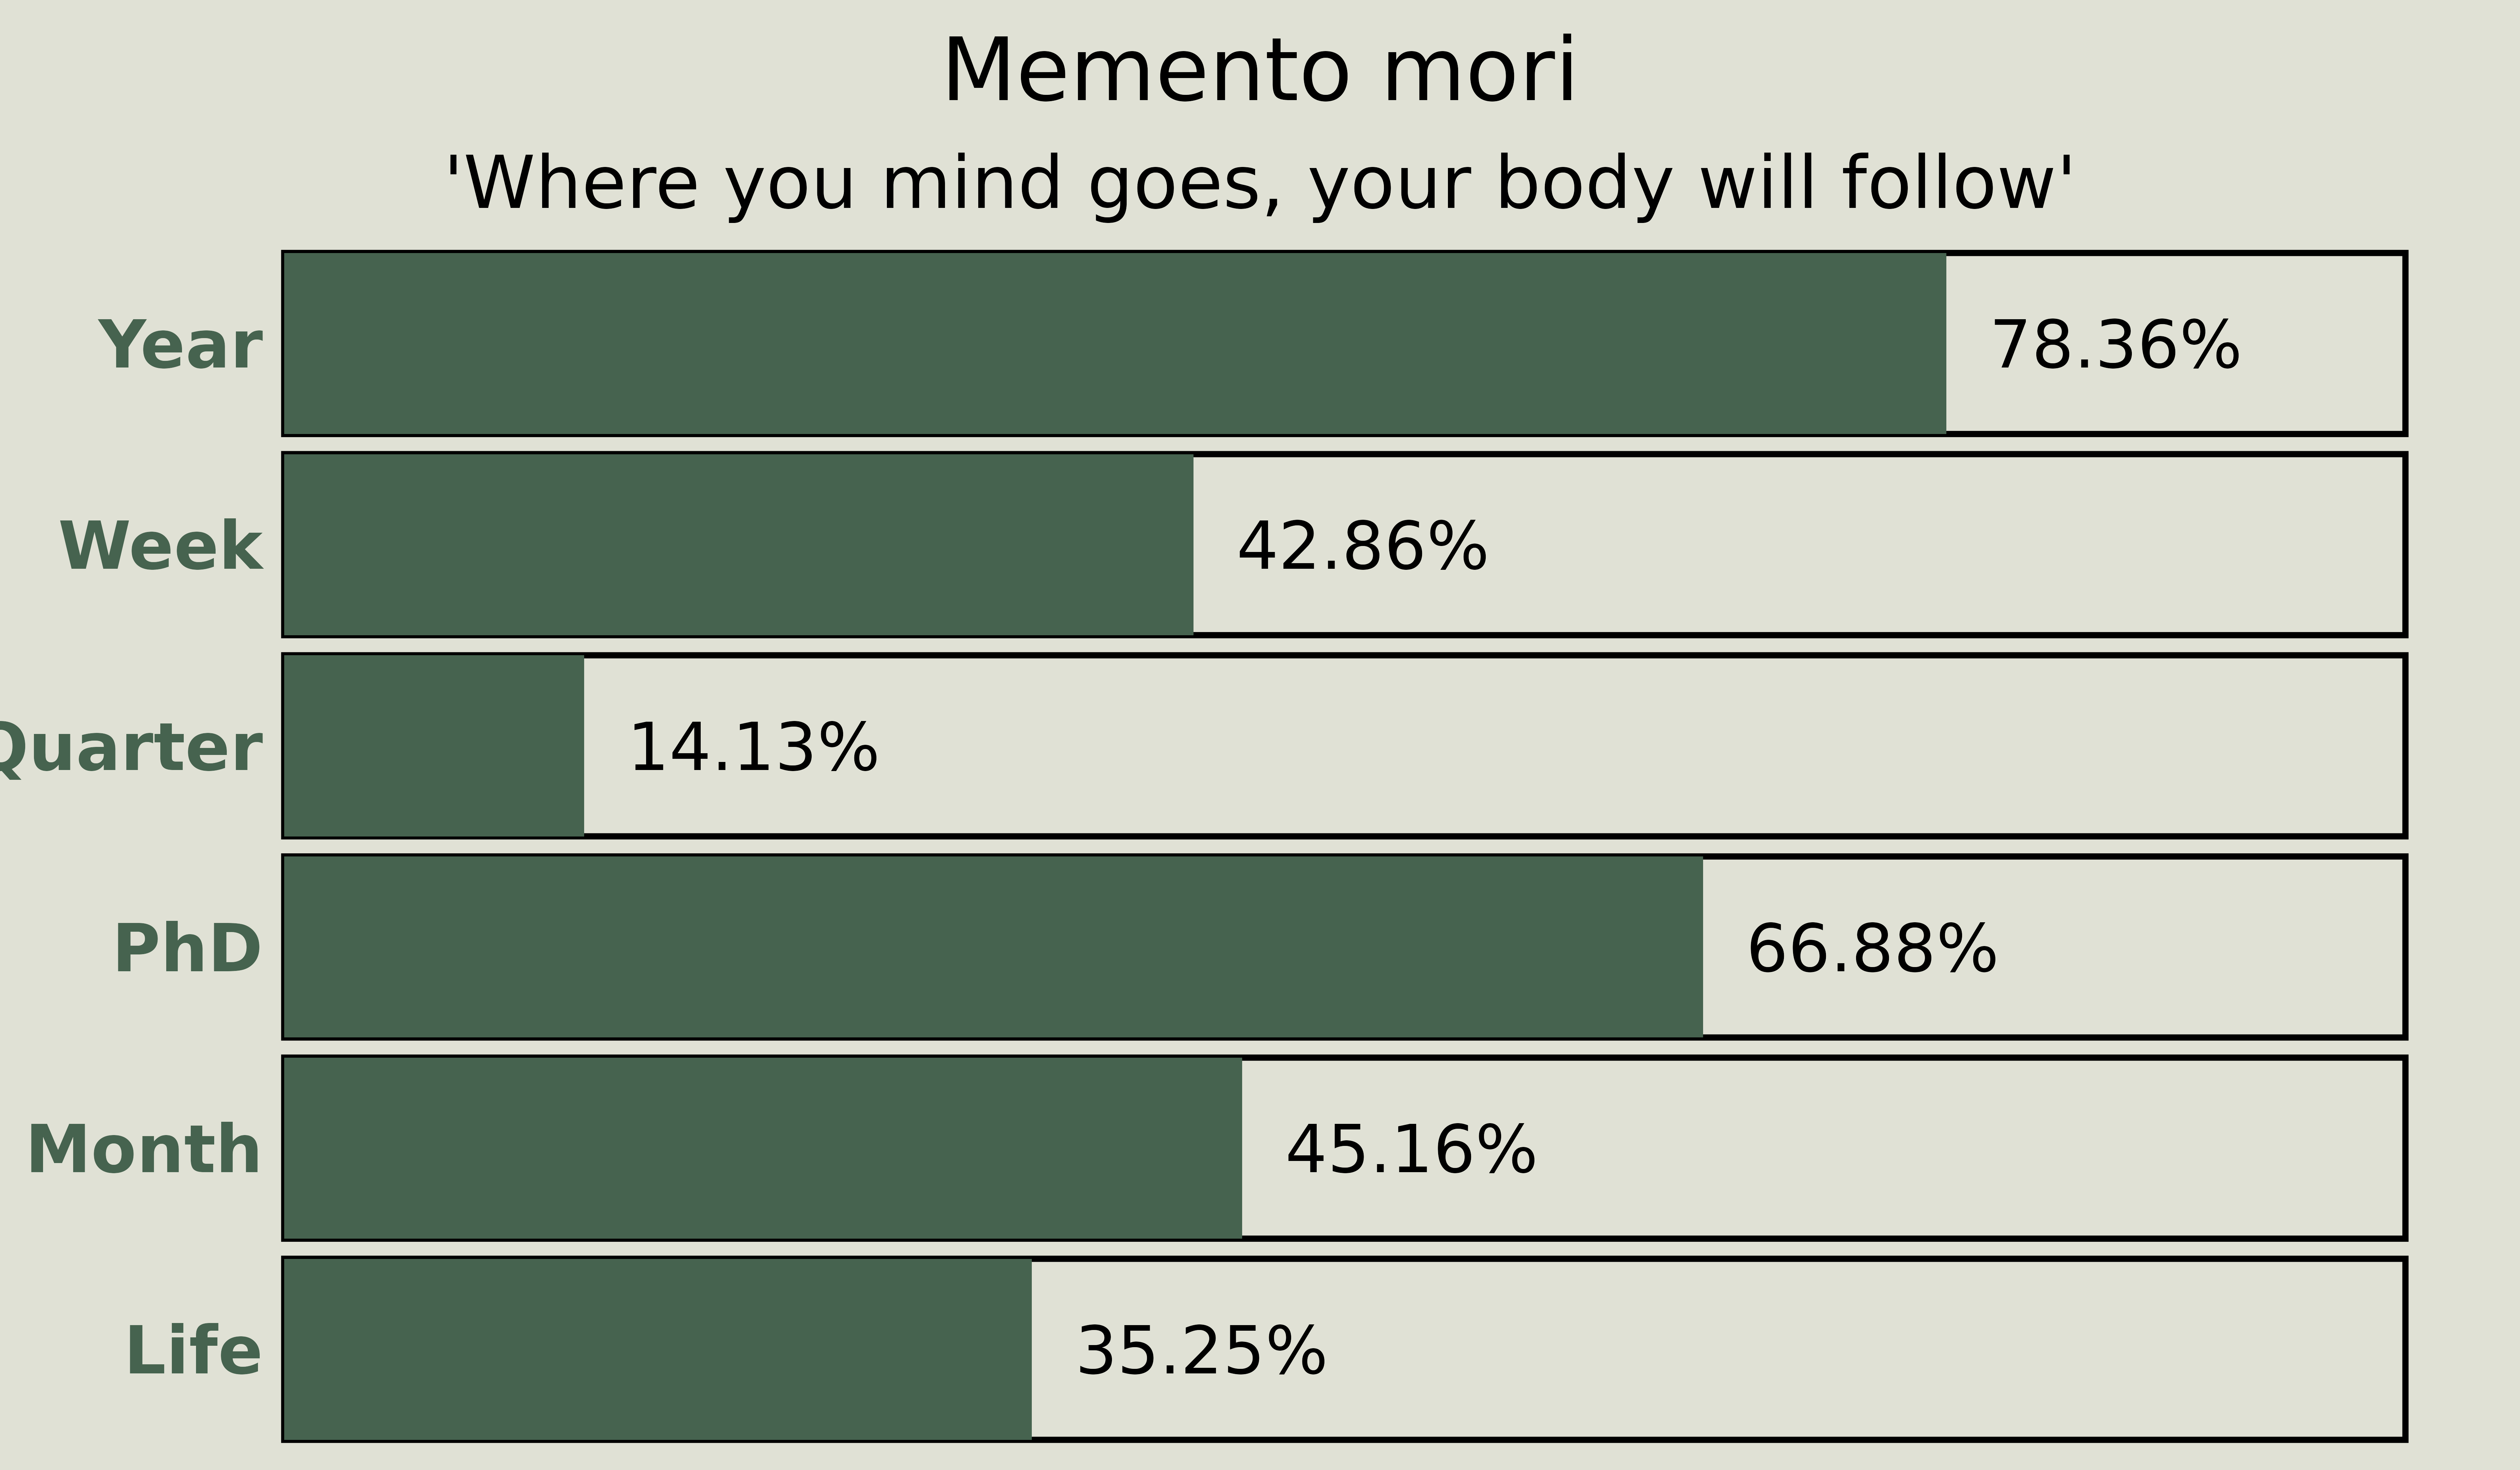 Memento mori
'Where you mind goes, your body will follow'
Year 78.36%
Week 42.86%
Quarter 14.13%
PhD 66.88%
Month 45.16%
Life 35.25%